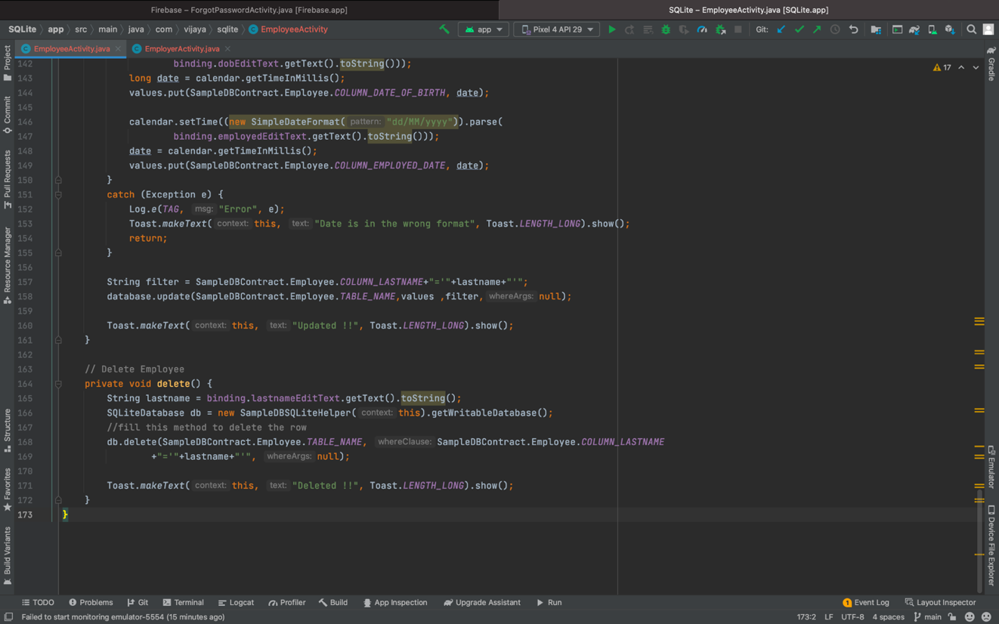 Firebase – ForgotPasswordActivity.java [Firebase.app]
SQLite – EmployeeActivity.java [SQLite.app]
SQLite app src main java com vijaya sqlite EmployeeActivity
app Pixel 4 API 29 Git:
EmployeeActivity.java EmployerActivity.java
17
Project
Commit
Pull Requests
Resource Manager
Structure
Favorites
Build Variants
142 binding.dobEditText.getText().toString()));
143 long date = calendar.getTimeInMillis();
144 values.put(SampleDBContract.Employee.COLUMN_DATE_OF_BIRTH, date);
145
146 calendar.setTime((new SimpleDateFormat( pattern: "dd/MM/yyyy")).parse(
147 binding.employedEditText.getText().toString()));
148 date = calendar.getTimeInMillis();
149 values.put(SampleDBContract.Employee.COLUMN_EMPLOYED_DATE, date);
150 }
151 catch (Exception e) {
152 Log.e(TAG, msg: "Error", e);
153 Toast.makeText( context: this, text: "Date is in the wrong format", Toast.LENGTH_LONG).show();
154 return;
155 }
156
157 String filter = SampleDBContract.Employee.COLUMN_LASTNAME+"='"+lastname+"'";
158 database.update(SampleDBContract.Employee.TABLE_NAME,values ,filter, whereArgs: null);
159
160 Toast.makeText( context: this, text: "Updated !!", Toast.LENGTH_LONG).show();
161 }
162
163 // Delete Employee
164 private void delete() {
165 String lastname = binding.lastnameEditText.getText().toString();
166 SQLiteDatabase db = new SampleDBSQLiteHelper( context: this).getWritableDatabase();
167 //fill this method to delete the row
168 db.delete(SampleDBContract.Employee.TABLE_NAME, whereClause: SampleDBContract.Employee.COLUMN_LASTNAME
169 +"='"+lastname+"'", whereArgs: null);
170
171 Toast.makeText( context: this, text: "Deleted !!", Toast.LENGTH_LONG).show();
172 }
173 }
Gradle
Emulator
Device File Explorer
TODO Problems Git Terminal Logcat Profiler Build App Inspection Upgrade Assistant Run 1 Event Log Layout Inspector
Failed to start monitoring emulator-5554 (15 minutes ago) 173:2 LF UTF-8 4 spaces main